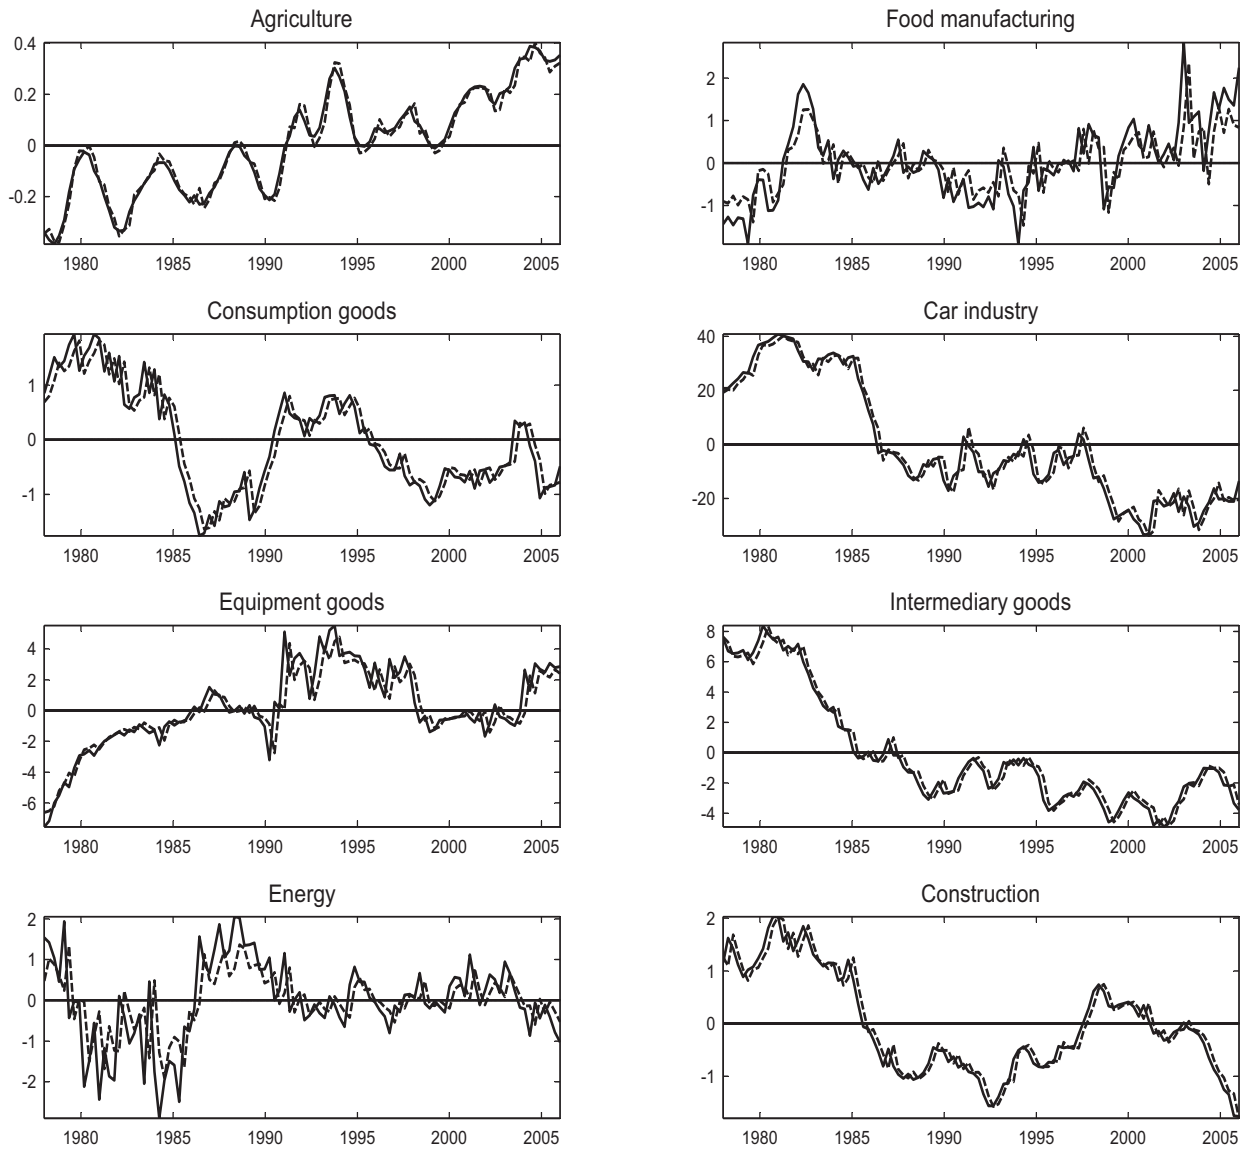 Agriculture
0.4
0.2
0
-0.2
1980 1985 1990 1995 2000 2005
Food manufacturing
2
1
0
-1
1980 1985 1990 1995 2000 2005
Consumption goods
1
0
-1
1980 1985 1990 1995 2000 2005
Car industry
40
20
0
-20
1980 1985 1990 1995 2000 2005
Equipment goods
4
2
0
-2
-4
-6
1980 1985 1990 1995 2000 2005
Intermediary goods
8
6
4
2
0
-2
-4
1980 1985 1990 1995 2000 2005
Energy
2
1
0
-1
-2
1980 1985 1990 1995 2000 2005
Construction
2
1
0
-1
1980 1985 1990 1995 2000 2005